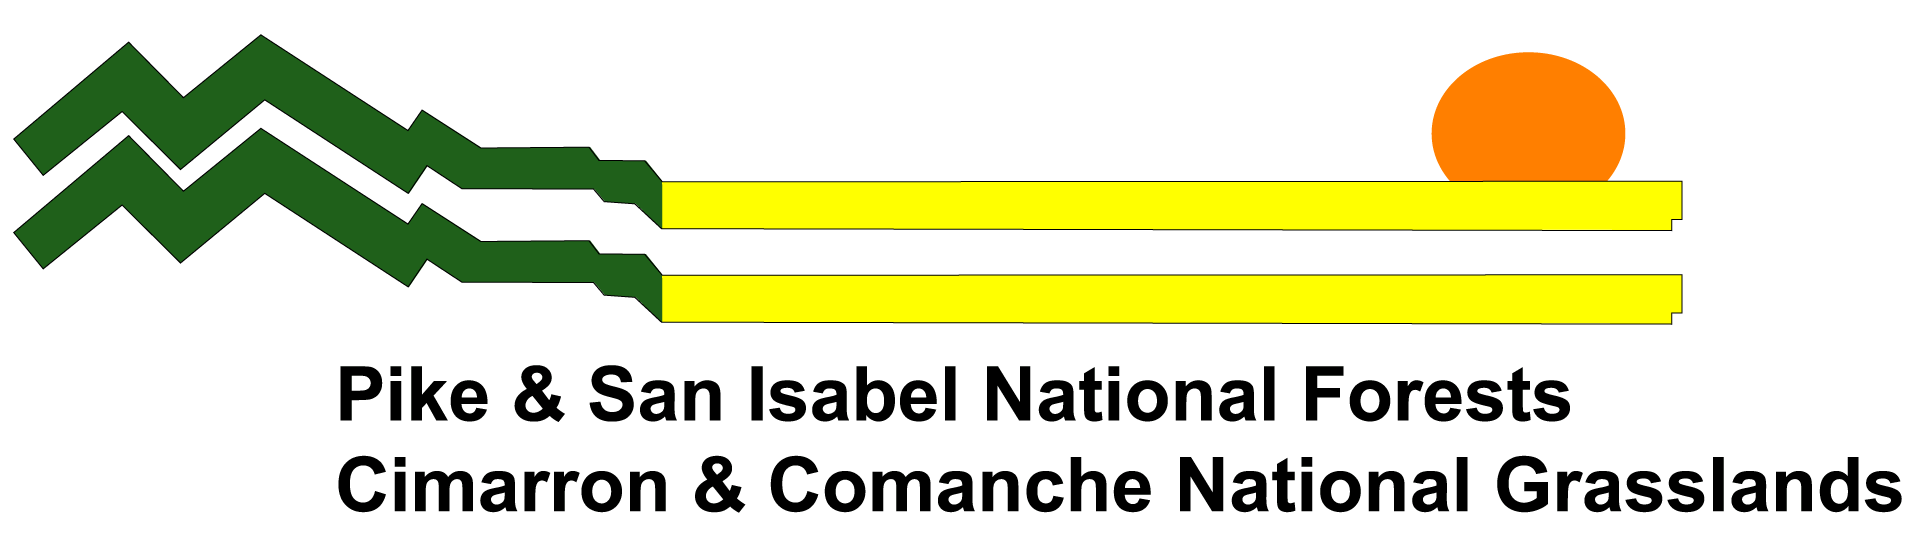 Pike & San Isabel National Forests
Cimarron & Comanche National Grasslands